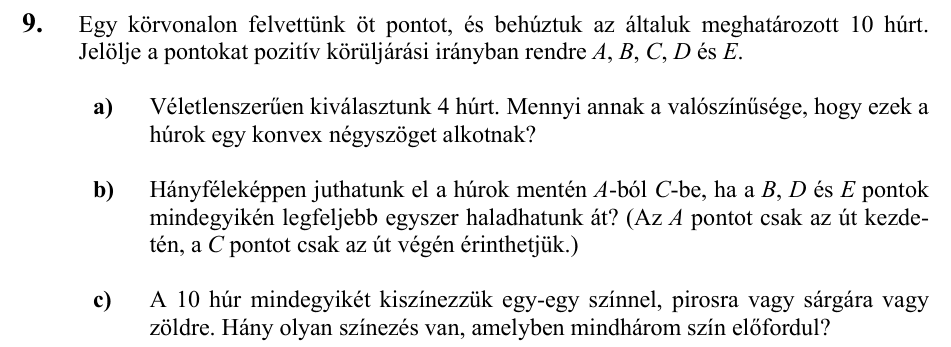 9. Egy körvonalon felvettünk öt pontot, és behúztuk az általuk meghatározott 10 húrt.
Jelölje a pontokat pozitív körüljárási irányban rendre A, B, C, D és E.
a) Véletlenszerűen kiválasztunk 4 húrt. Mennyi annak a valószínűsége, hogy ezek a
húrok egy konvex négyszöget alkotnak?
b) Hányféleképpen juthatunk el a húrok mentén A-ból C-be, ha a B, D és E pontok
mindegyikén legfeljebb egyszer haladhatunk át? (Az A pontot csak az út kezde-
tén, a C pontot csak az út végén érinthetjük.)
c) A 10 húr mindegyikét kiszínezzük egy-egy színnel, pirosra vagy sárgára vagy
zöldre. Hány olyan színezés van, amelyben mindhárom szín előfordul?